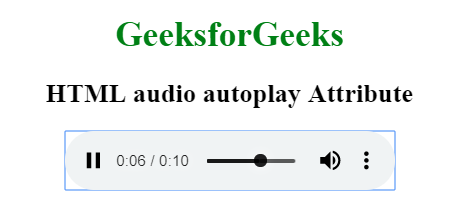 GeeksforGeeks
HTML audio autoplay Attribute
0:06 / 0:10